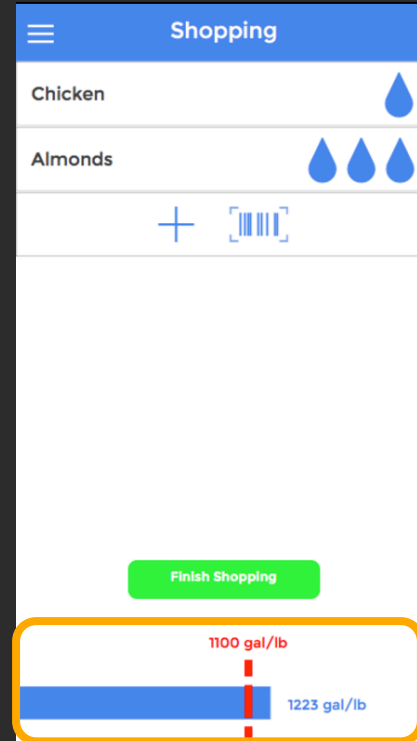 Shopping
Chicken
Almonds
Finish Shopping
1100 gal/lb
1223 gal/lb